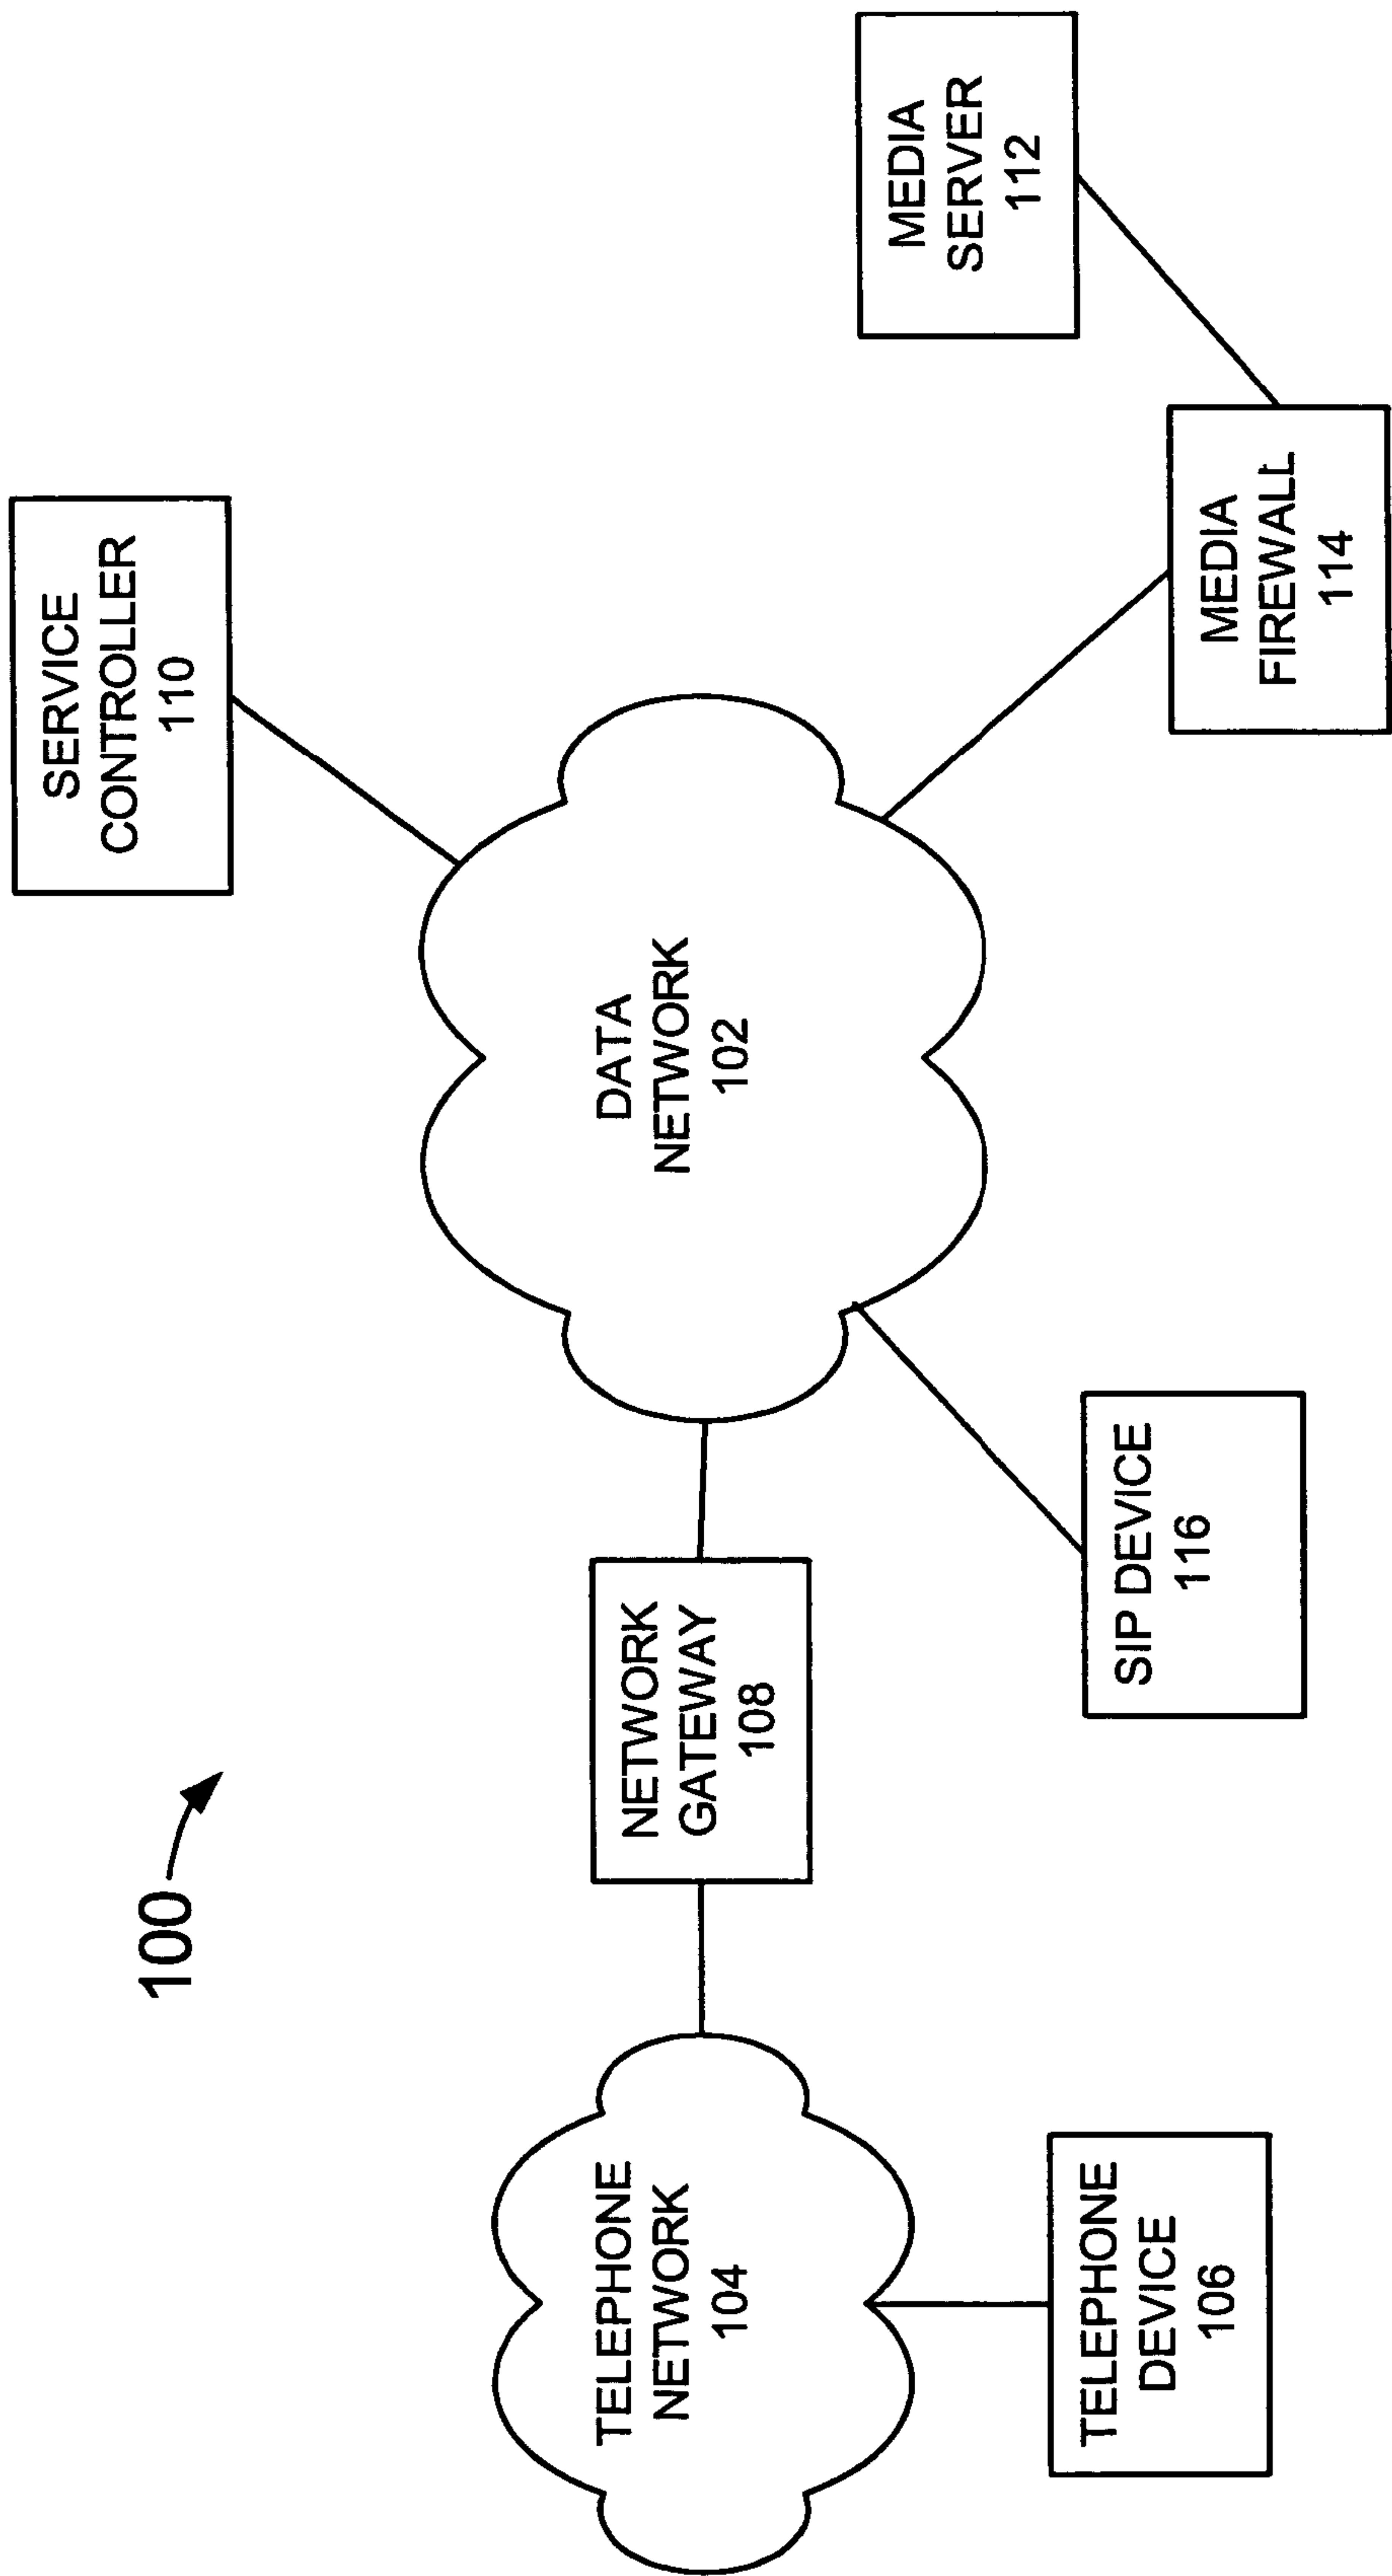 100
SERVICE
CONTROLLER
110
MEDIA
SERVER
112
TELEPHONE
NETWORK
104
NETWORK
GATEWAY
108
DATA
NETWORK
102
TELEPHONE
DEVICE
106
SIP DEVICE
116
MEDIA
FIREWALL
114